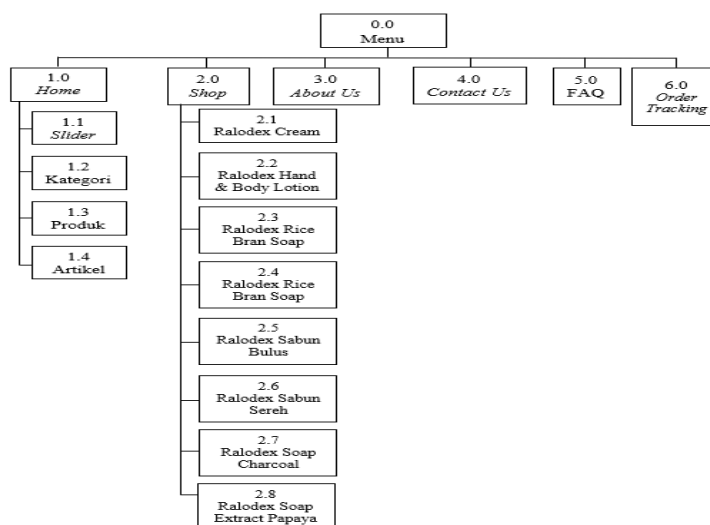 0.0
Menu
1.0
Home
2.0
Shop
3.0
About Us
4.0
Contact Us
5.0
FAQ
6.0
Order
Tracking
1.1
Slider
1.2
Kategori
1.3
Produk
1.4
Artikel
2.1
Ralodex Cream
2.2
Ralodex Hand
& Body Lotion
2.3
Ralodex Rice
Bran Soap
2.4
Ralodex Rice
Bran Soap
2.5
Ralodex Sabun
Bulus
2.6
Ralodex Sabun
Sereh
2.7
Ralodex Soap
Charcoal
2.8
Ralodex Soap
Extract Papaya